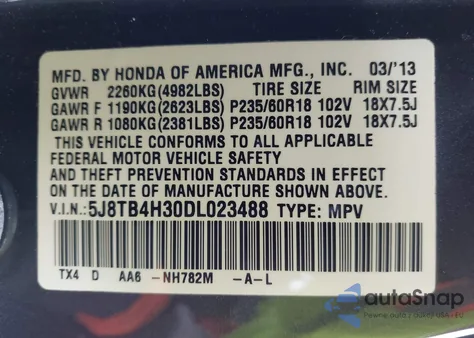 MFD. BY HONDA OF AMERICA MFG., INC. 03/'13
GVWR 2260KG(4982LBS) TIRE SIZE RIM SIZE
GAWR F 1190KG(2623LBS) P235/60R18 102V 18X7.5J
GAWR R 1080KG(2381LBS) P235/60R18 102V 18X7.5J
THIS VEHICLE CONFORMS TO ALL APPLICABLE
FEDERAL MOTOR VEHICLE SAFETY
AND THEFT PREVENTION STANDARDS IN EFFECT
ON THE DATE OF MANUFACTURE SHOWN ABOVE.
V.I.N.: 5J8TB4H30DL023488 TYPE: MPV
TX4 D AA6 -NH782M -A-L
autoSnap